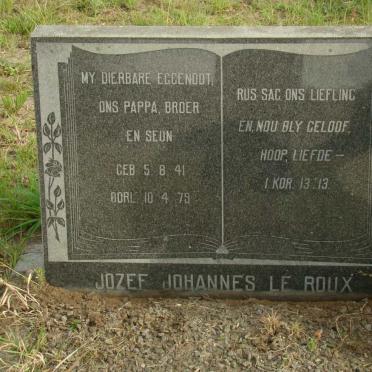 MY DIERBARE EGGENOOT,
ONS PAPPA, BROER
EN SEUN
GEB. 5. 8. 41
OORL. 10. 4. 79.
RUS SAG ONS LIEFLING
EN, NOU BLY GELOOF,
HOOP, LIEFDE —
1 KOR. 13:13.
JOZEF JOHANNES LE ROUX